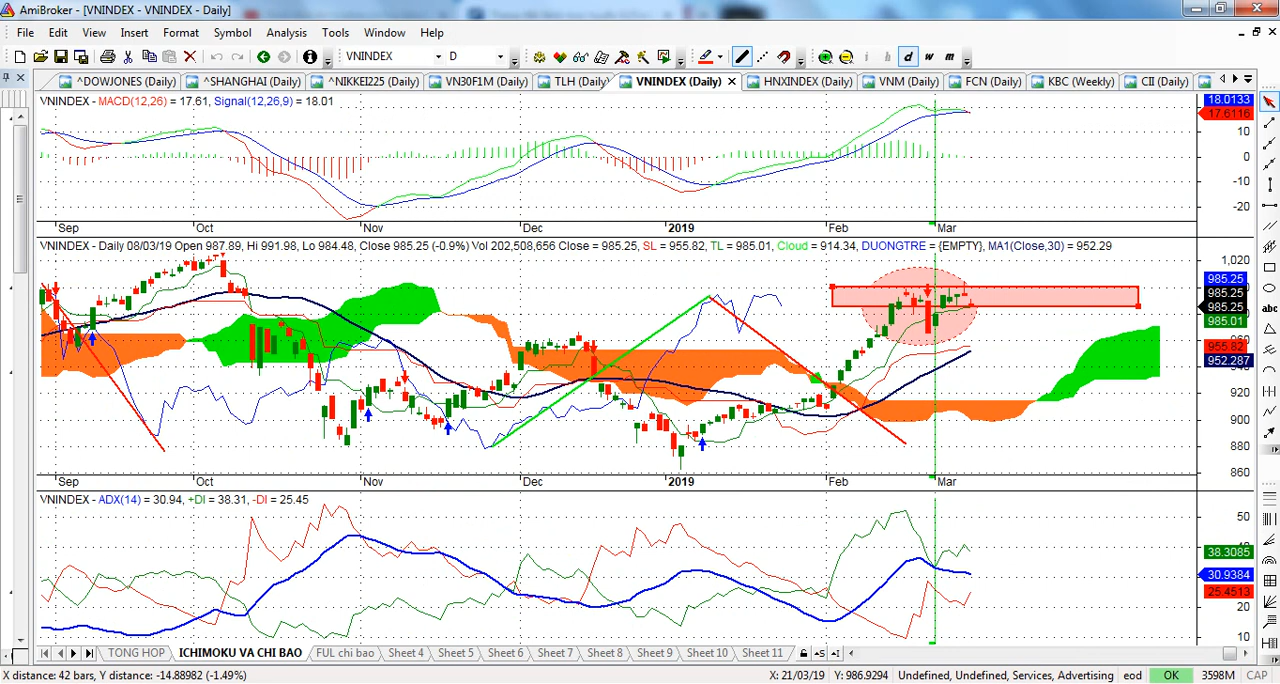 AmiBroker - [VNINDEX - VNINDEX - Daily]
File Edit View Insert Format Symbol Analysis Tools Window Help
VNINDEX D i h d w m
^DOWJONES (Daily) ^SHANGHAI (Daily) ^NIKKEI225 (Daily) VN30F1M (Daily) TLH (Daily) VNINDEX (Daily) HNXINDEX (Daily) VNM (Daily) FCN (Daily) KBC (Weekly) CII (Daily)
VNINDEX - MACD(12,26) = 17.61, Signal(12,26,9) = 18.01
18.0133
17.6116
10
0
-10
-20
Sep Oct Nov Dec 2019 Feb Mar
VNINDEX - Daily 08/03/19 Open 987.89, Hi 991.98, Lo 984.48, Close 985.25 (-0.9%) Vol 202,508,656 Close = 985.25, SL = 955.82, TL = 985.01, Cloud = 914.34, DUONGTRE = {EMPTY}, MA1(Close,30) = 952.29
1,020
985.25
985.25
985.25
985.01
955.82
952.287
940
920
900
880
860
abc
Sep Oct Nov Dec 2019 Feb Mar
VNINDEX - ADX(14) = 30.94, +DI = 38.31, -DI = 25.45
50
38.3085
30.9384
25.4513
20
10
TONG HOP ICHIMOKU VA CHI BAO FUL chi bao Sheet 4 Sheet 5 Sheet 6 Sheet 7 Sheet 8 Sheet 9 Sheet 10 Sheet 11
X distance: 42 bars, Y distance: -14.88982 (-1.49%) X: 21/03/19 Y: 986.9294 Undefined, Undefined, Services, Advertising eod OK 3598M CAP